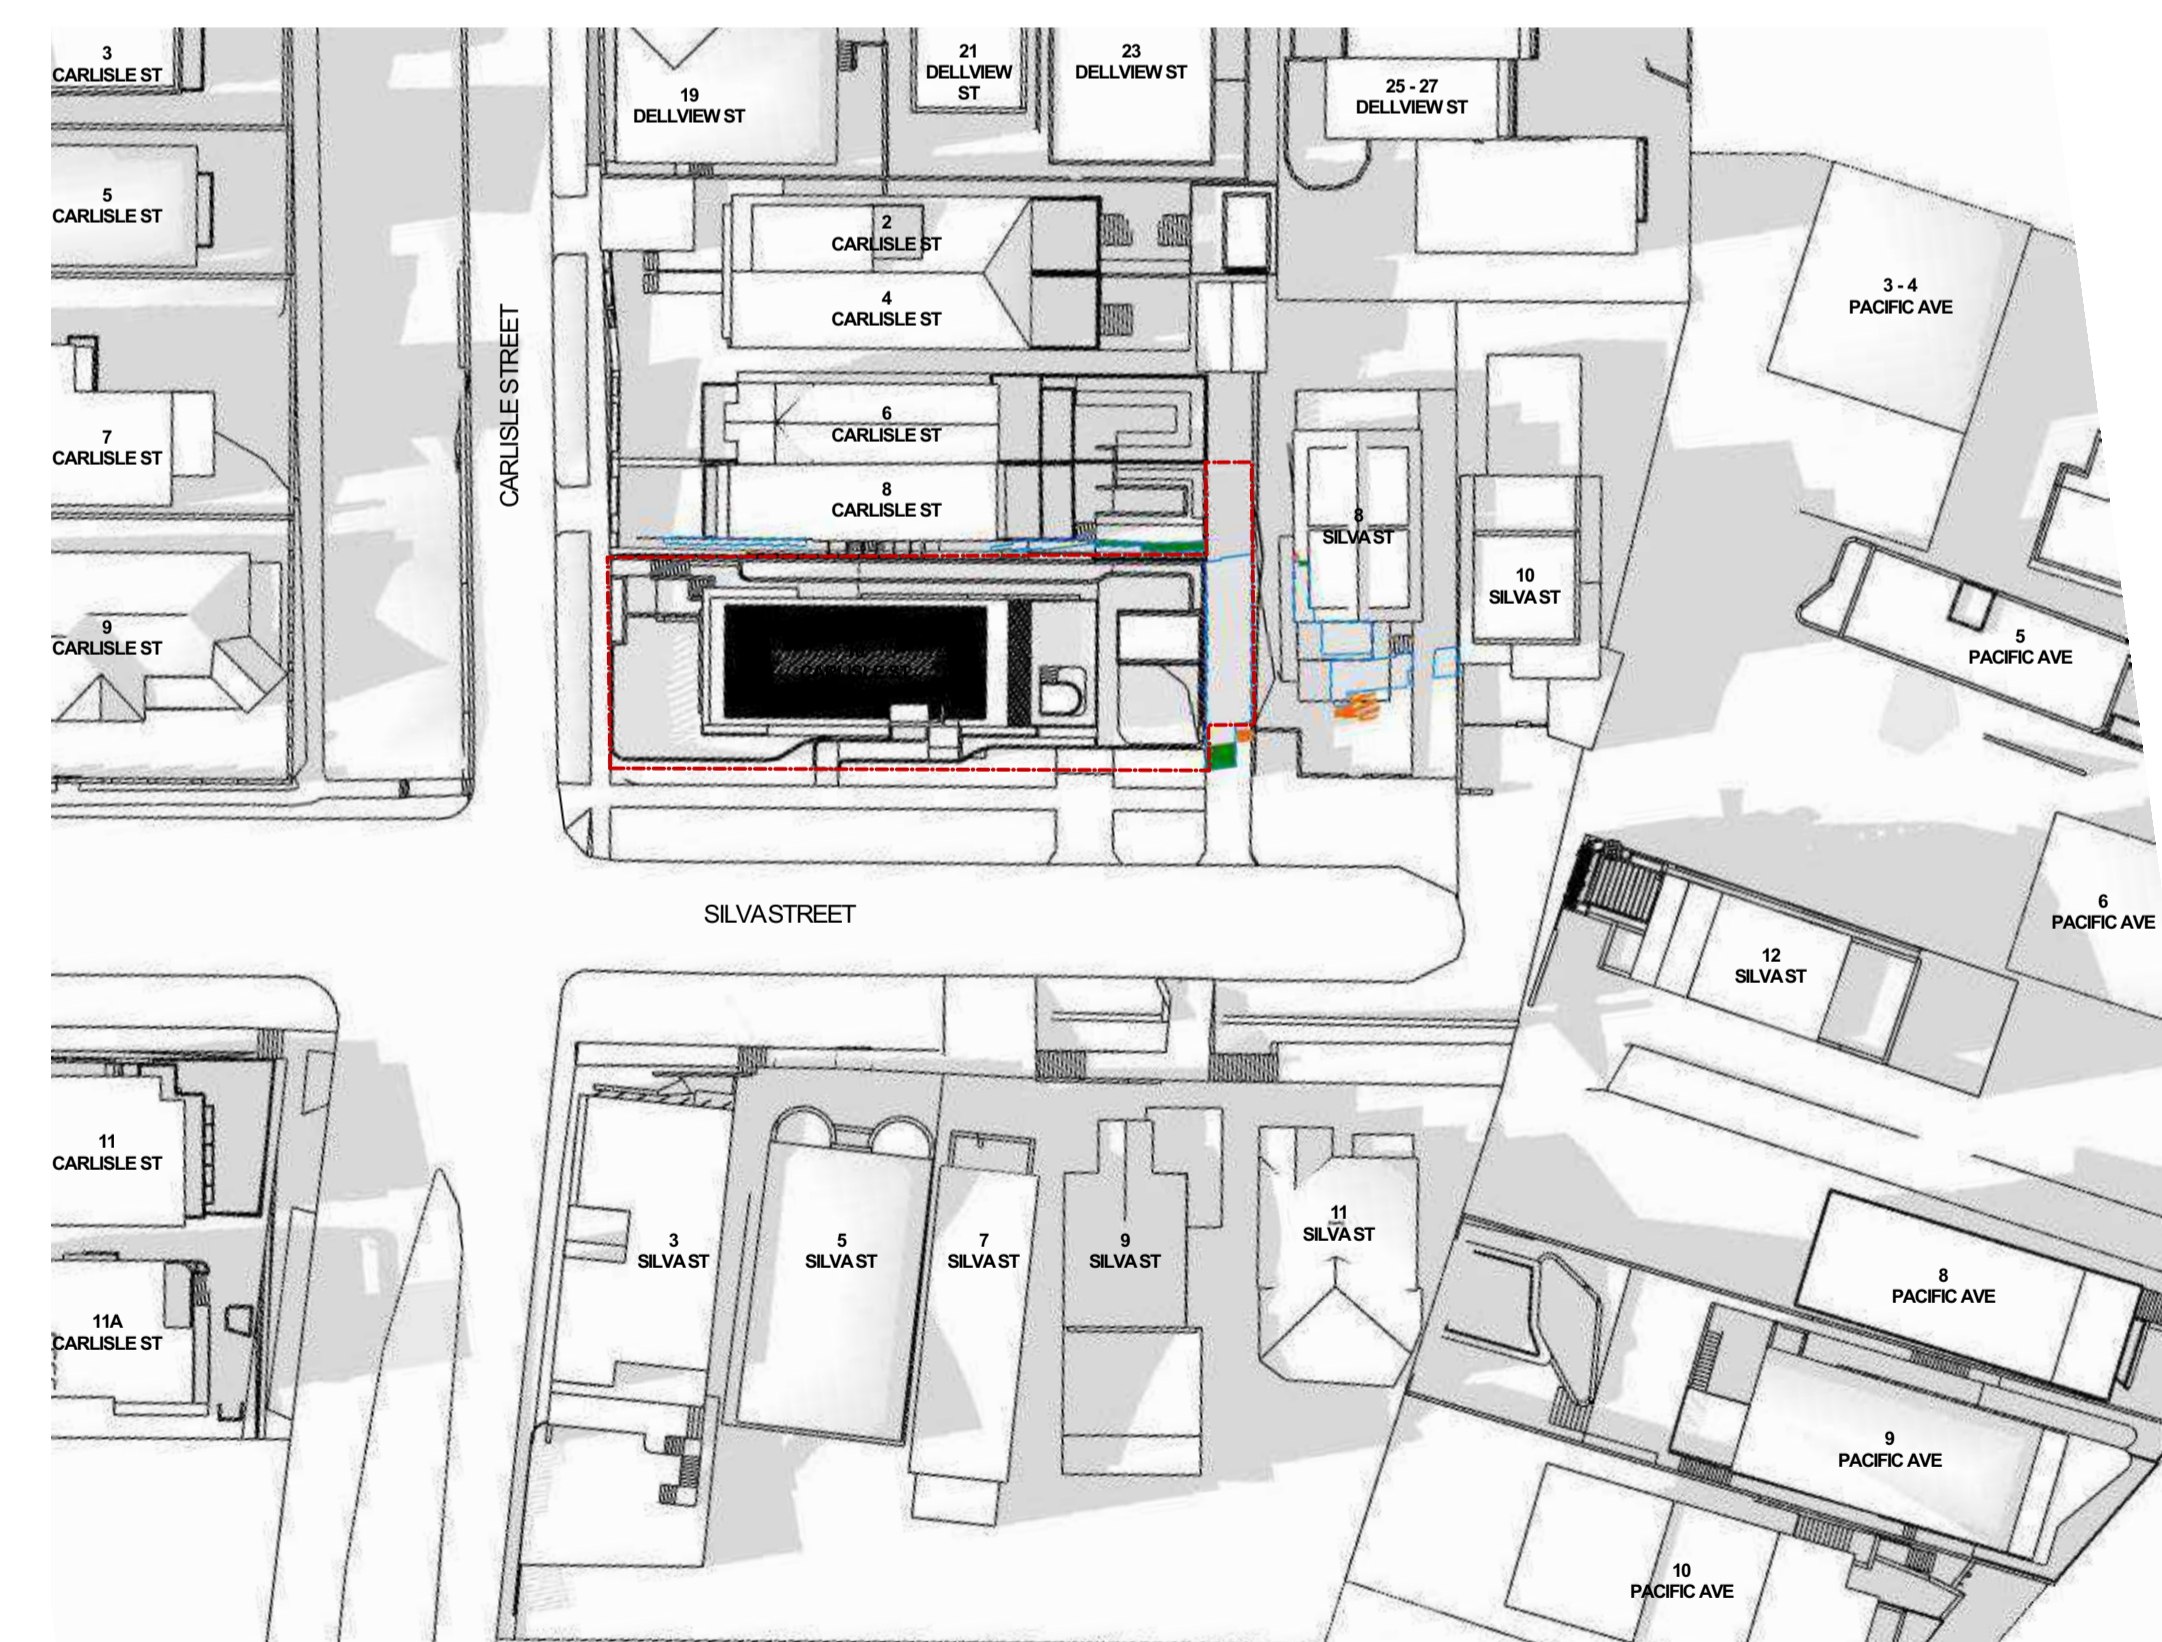 3
CARLISLE ST
19
DELLVIEW ST
21
DELLVIEW
ST
23
DELLVIEW ST
25 - 27
DELLVIEW ST
5
CARLISLE ST
2
CARLISLE ST
4
CARLISLE ST
3 - 4
PACIFIC AVE
CARLISLE STREET
7
CARLISLE ST
6
CARLISLE ST
8
CARLISLE ST
8
SILVA ST
10
SILVA ST
9
CARLISLE ST
5
PACIFIC AVE
SILVA STREET
6
PACIFIC AVE
12
SILVA ST
11
CARLISLE ST
3
SILVA ST
5
SILVA ST
7
SILVA ST
9
SILVA ST
11
SILVA ST
8
PACIFIC AVE
11A
CARLISLE ST
9
PACIFIC AVE
10
PACIFIC AVE